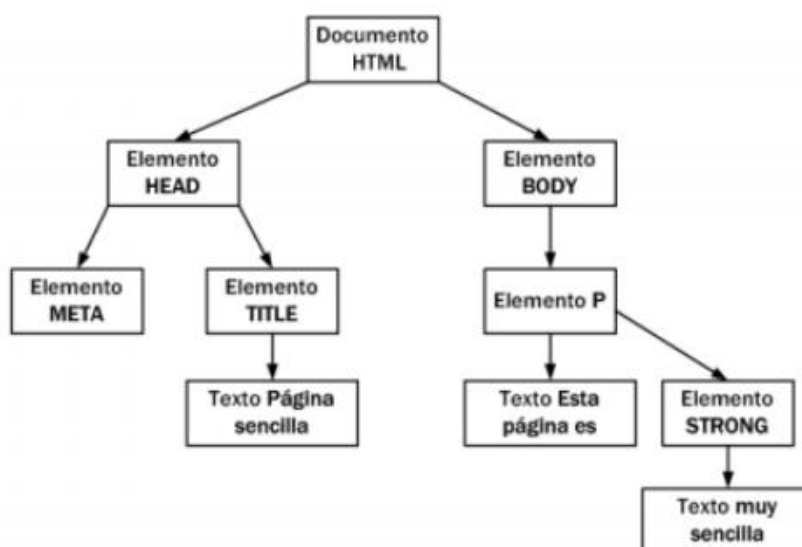 Documento
HTML
Elemento
HEAD
Elemento
BODY
Elemento
META
Elemento
TITLE
Elemento P
Texto Página
sencilla
Texto Esta
página es
Elemento
STRONG
Texto muy
sencilla